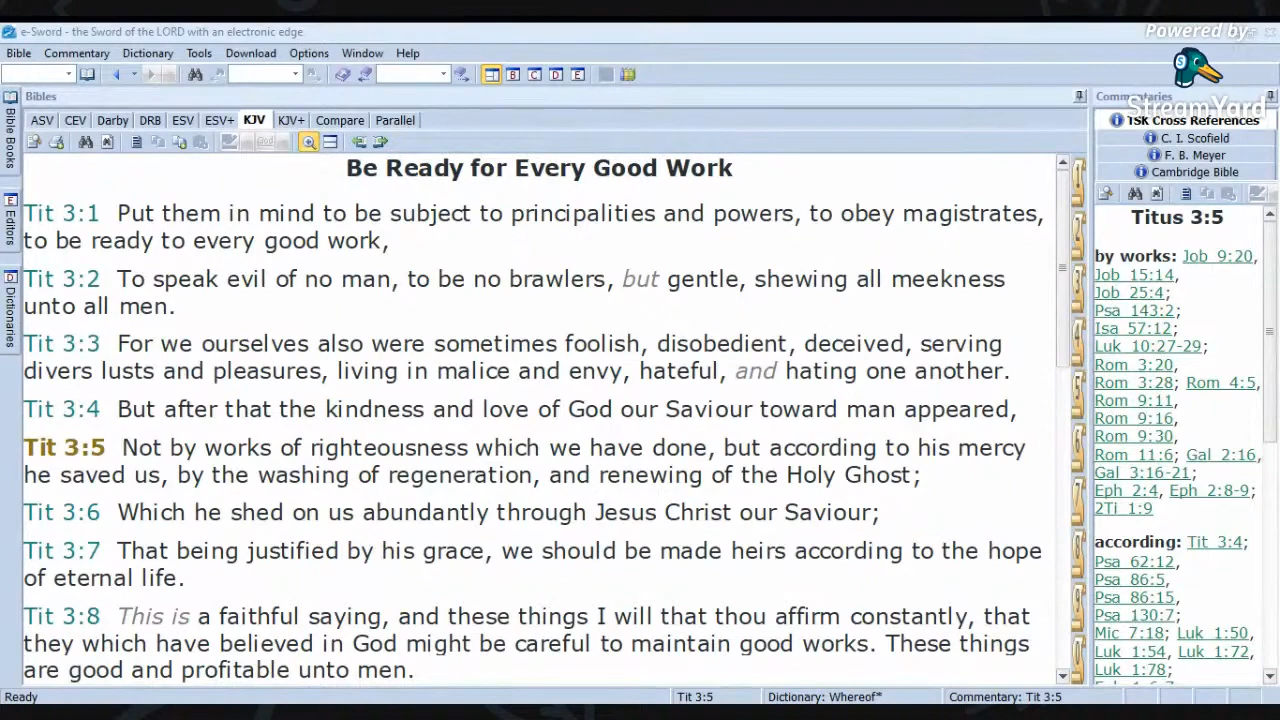 e-Sword - the Sword of the LORD with an electronic edge
Powered by
Bible Commentary Dictionary Tools Download Options Window Help
B C D E
StreamYard
Bibles
Commentaries
ASV CEV Darby DRB ESV ESV+ KJV KJV+ Compare Parallel
TSK Cross References
C. I. Scofield
F. B. Meyer
Cambridge Bible
Bible Books
Editors
Dictionaries
Be Ready for Every Good Work
Tit 3:1 Put them in mind to be subject to principalities and powers, to obey magistrates,
to be ready to every good work,
Tit 3:2 To speak evil of no man, to be no brawlers, but gentle, shewing all meekness
unto all men.
Tit 3:3 For we ourselves also were sometimes foolish, disobedient, deceived, serving
divers lusts and pleasures, living in malice and envy, hateful, and hating one another.
Tit 3:4 But after that the kindness and love of God our Saviour toward man appeared,
Tit 3:5 Not by works of righteousness which we have done, but according to his mercy
he saved us, by the washing of regeneration, and renewing of the Holy Ghost;
Tit 3:6 Which he shed on us abundantly through Jesus Christ our Saviour;
Tit 3:7 That being justified by his grace, we should be made heirs according to the hope
of eternal life.
Tit 3:8 This is a faithful saying, and these things I will that thou affirm constantly, that
they which have believed in God might be careful to maintain good works. These things
are good and profitable unto men.
Titus 3:5
by works: Job 9:20,
Job 15:14,
Job 25:4;
Psa 143:2;
Isa 57:12;
Luk 10:27-29;
Rom 3:20,
Rom 3:28; Rom 4:5,
Rom 9:11,
Rom 9:16,
Rom 9:30,
Rom 11:6; Gal 2:16,
Gal 3:16-21;
Eph 2:4, Eph 2:8-9;
2Ti 1:9
according: Tit 3:4;
Psa 62:12,
Psa 86:5,
Psa 86:15,
Psa 130:7;
Mic 7:18; Luk 1:50,
Luk 1:54, Luk 1:72,
Luk 1:78;
Ready
Tit 3:5
Dictionary: Whereof*
Commentary: Tit 3:5